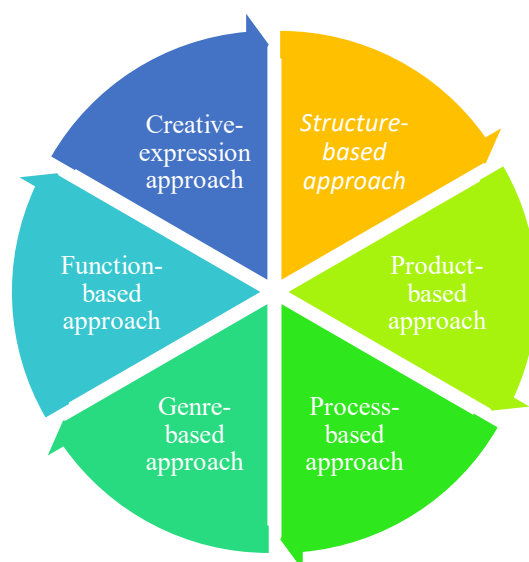 Structure-
based
approach
Product-
based
approach
Process-
based
approach
Genre-
based
approach
Function-
based
approach
Creative-
expression
approach